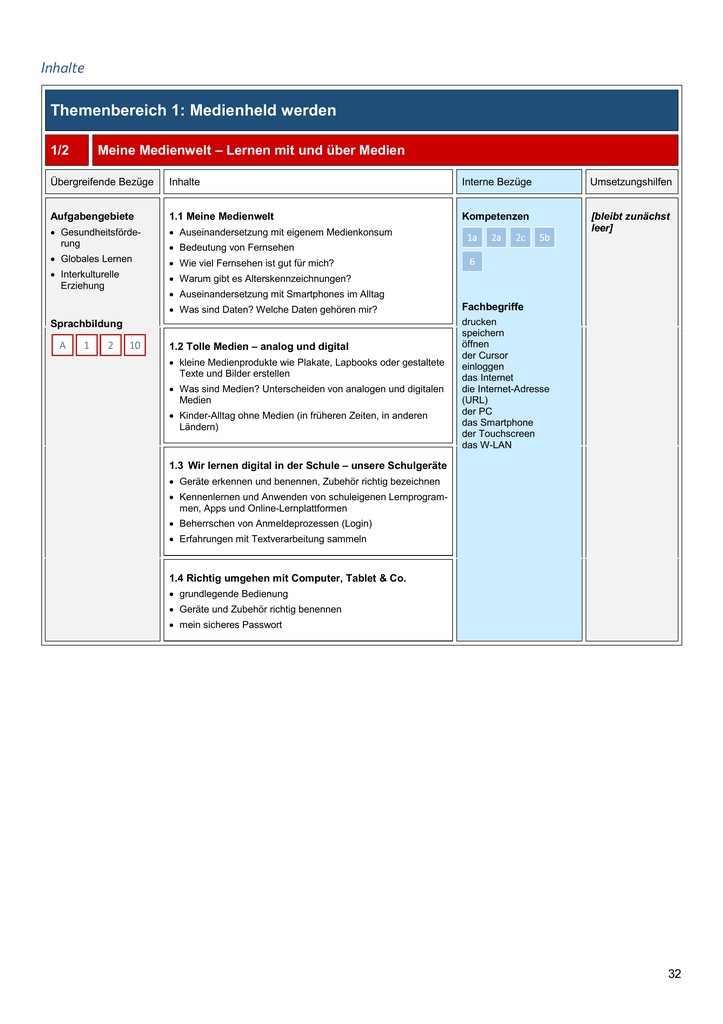 Inhalte
Themenbereich 1: Medienheld werden
1/2
Meine Medienwelt – Lernen mit und über Medien
Übergreifende Bezüge
Inhalte
Interne Bezüge
Umsetzungshilfen
Aufgabengebiete
• Gesundheitsförde-
rung
• Globales Lernen
• Interkulturelle
Erziehung
Sprachbildung
A 1 2 10
1.1 Meine Medienwelt
• Auseinandersetzung mit eigenem Medienkonsum
• Bedeutung von Fernsehen
• Wie viel Fernsehen ist gut für mich?
• Warum gibt es Alterskennzeichnungen?
• Auseinandersetzung mit Smartphones im Alltag
• Was sind Daten? Welche Daten gehören mir?
1.2 Tolle Medien – analog und digital
• kleine Medienprodukte wie Plakate, Lapbooks oder gestaltete
Texte und Bilder erstellen
• Was sind Medien? Unterscheiden von analogen und digitalen
Medien
• Kinder-Alltag ohne Medien (in früheren Zeiten, in anderen
Ländern)
1.3 Wir lernen digital in der Schule – unsere Schulgeräte
• Geräte erkennen und benennen, Zubehör richtig bezeichnen
• Kennenlernen und Anwenden von schuleigenen Lernprogram-
men, Apps und Online-Lernplattformen
• Beherrschen von Anmeldeprozessen (Login)
• Erfahrungen mit Textverarbeitung sammeln
1.4 Richtig umgehen mit Computer, Tablet & Co.
• grundlegende Bedienung
• Geräte und Zubehör richtig benennen
• mein sicheres Passwort
Kompetenzen
1a 2a 2c 5b
6
Fachbegriffe
drucken
speichern
öffnen
der Cursor
einloggen
das Internet
die Internet-Adresse
(URL)
der PC
das Smartphone
der Touchscreen
das W-LAN
[bleibt zunächst
leer]
32